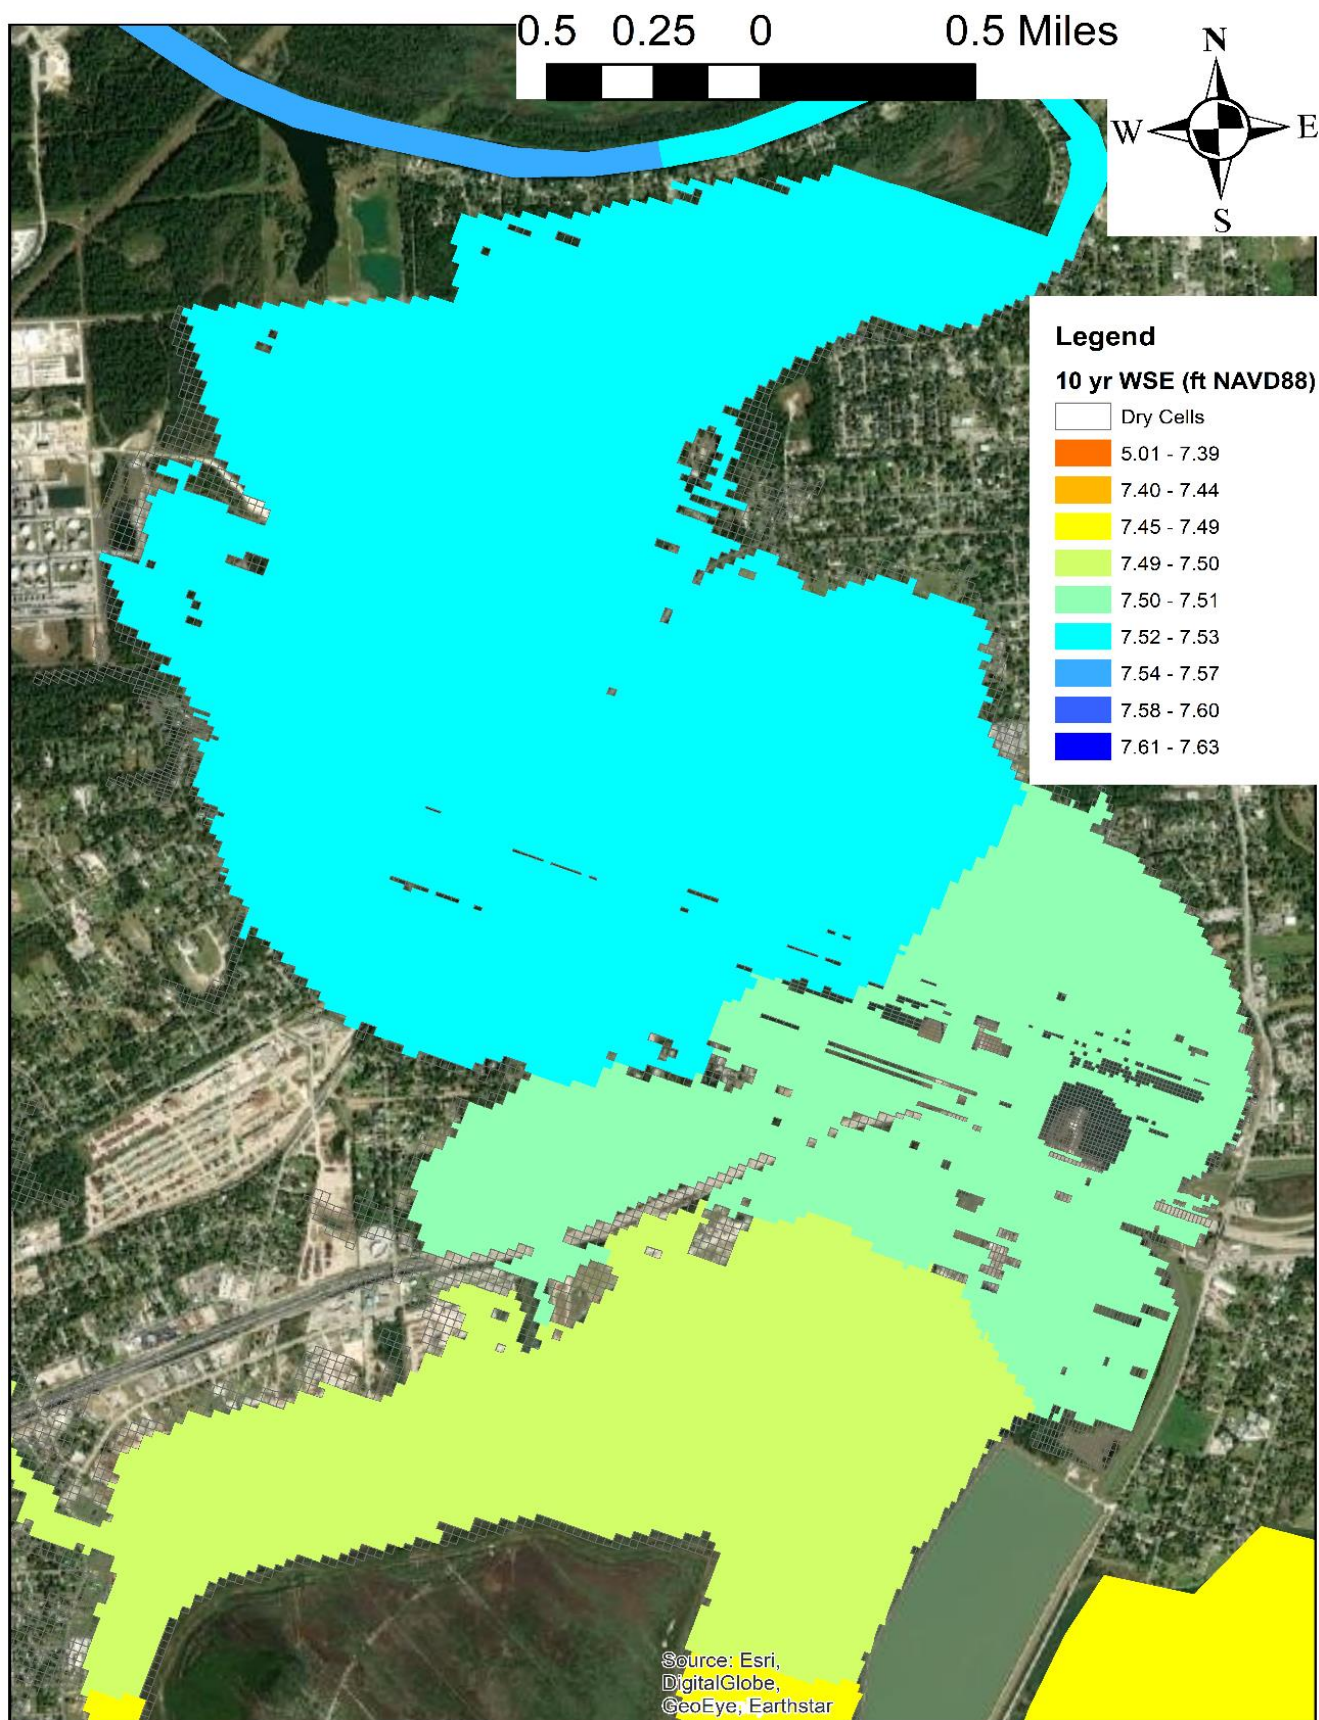 0.5 0.25 0 0.5 Miles
N
W E
S
Legend
10 yr WSE (ft NAVD88)
Dry Cells
5.01 - 7.39
7.40 - 7.44
7.45 - 7.49
7.49 - 7.50
7.50 - 7.51
7.52 - 7.53
7.54 - 7.57
7.58 - 7.60
7.61 - 7.63
Source: Esri,
DigitalGlobe,
GeoEye, Earthstar